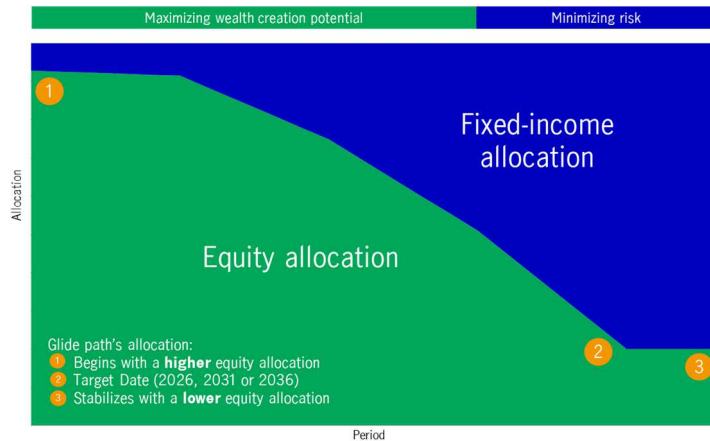 Maximizing wealth creation potential
Minimizing risk
1
Fixed-income
allocation
Allocation
Equity allocation
Glide path's allocation:
1 Begins with a higher equity allocation
2 Target Date (2026, 2031 or 2036)
3 Stabilizes with a lower equity allocation
2
3
Period